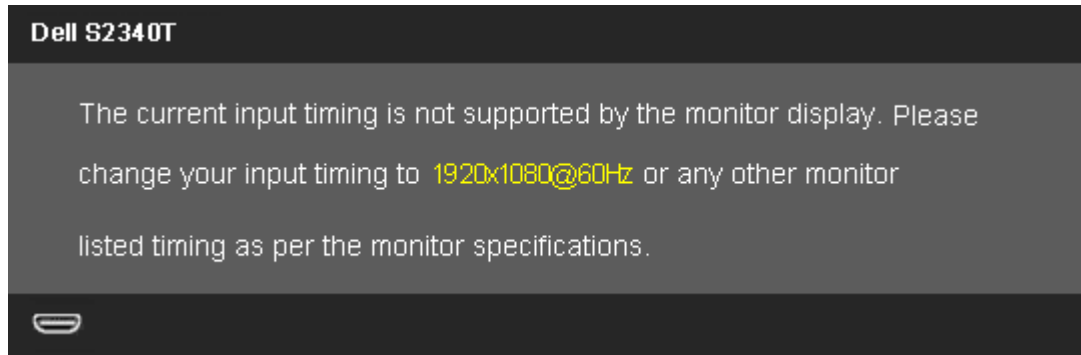 Dell S2340T
The current input timing is not supported by the monitor display. Please
change your input timing to 1920x1080@60Hz or any other monitor
listed timing as per the monitor specifications.